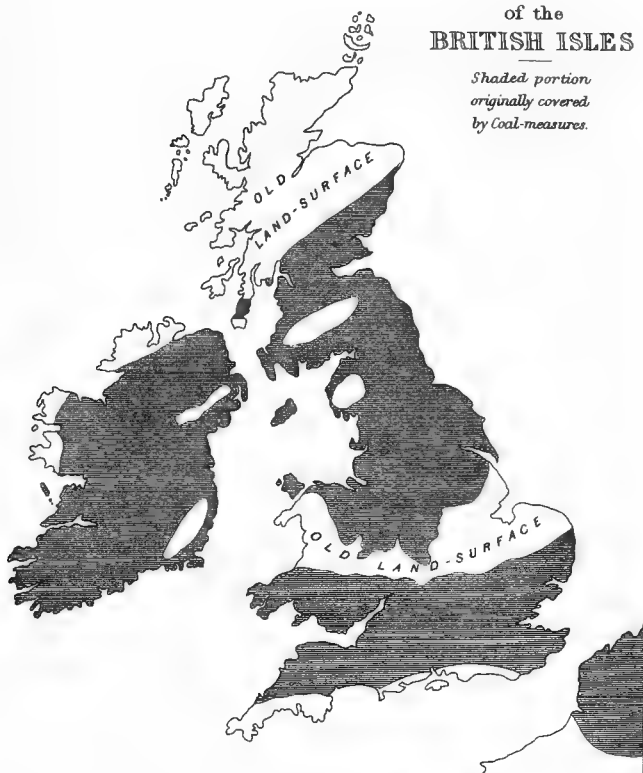 of the
BRITISH ISLES
Shaded portion
originally covered
by Coal-measures.
OLD
LAND-SURFACE
OLD LAND-SURFACE